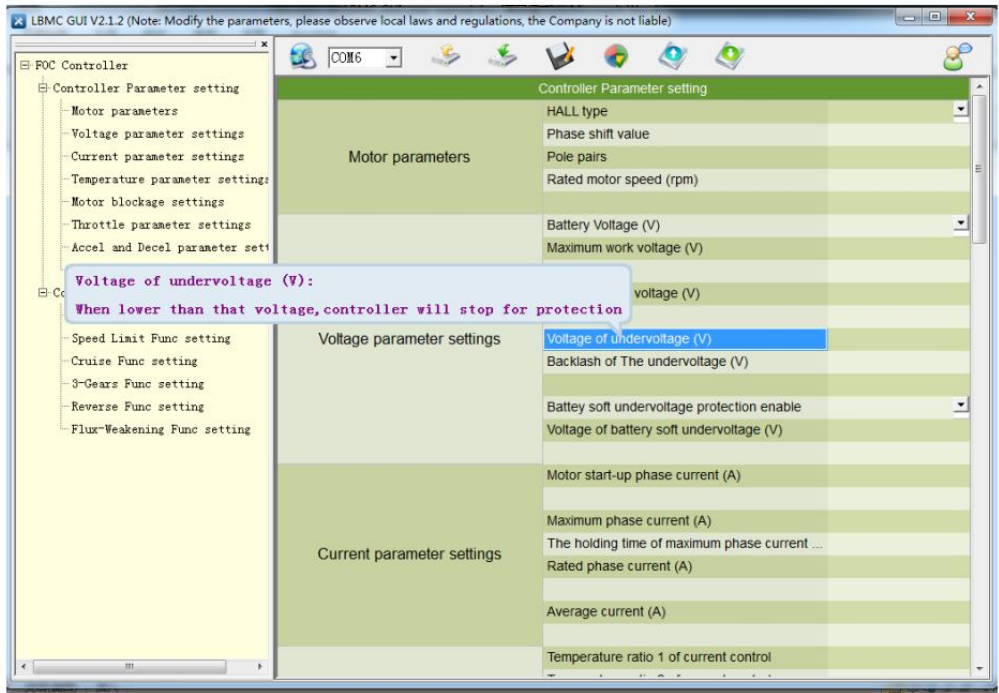 LBMC GUI V2.1.2 (Note: Modify the parameters, please observe local laws and regulations, the Company is not liable)
FOC Controller
Controller Parameter setting
Motor parameters
Voltage parameter settings
Current parameter settings
Temperature parameter settings
Motor blockage settings
Throttle parameter settings
Accel and Decel parameter sett
Co
Speed Limit Func setting
Cruise Func setting
3-Gears Func setting
Reverse Func setting
Flux-Weakening Func setting
COM6
Controller Parameter setting
Motor parameters
HALL type
Phase shift value
Pole pairs
Rated motor speed (rpm)
Voltage parameter settings
Battery Voltage (V)
Maximum work voltage (V)
voltage (V)
Voltage of undervoltage (V)
Backlash of The undervoltage (V)
Battey soft undervoltage protection enable
Voltage of battery soft undervoltage (V)
Voltage of undervoltage (V):
When lower than that voltage,controller will stop for protection
Current parameter settings
Motor start-up phase current (A)
Maximum phase current (A)
The holding time of maximum phase current ...
Rated phase current (A)
Average current (A)
Temperature ratio 1 of current control